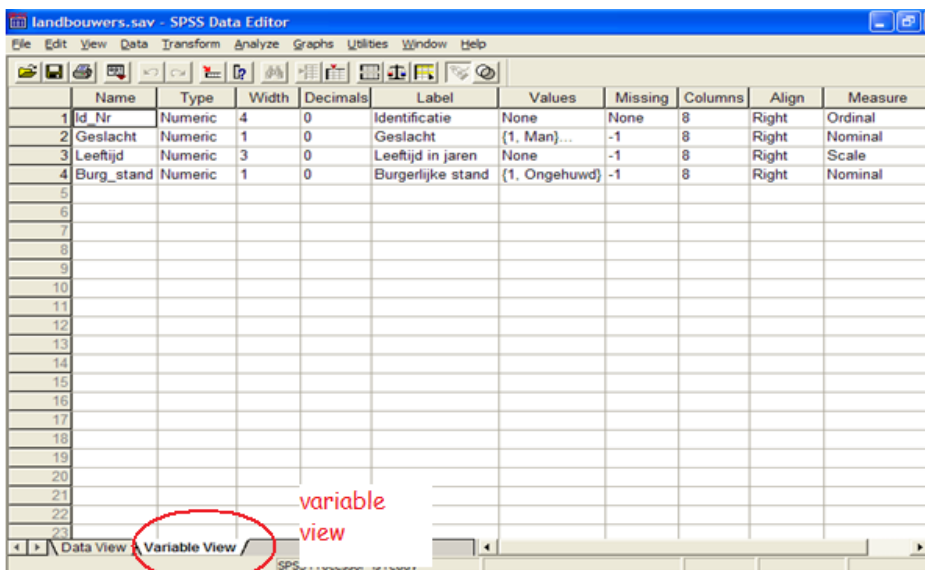 landbouwers.sav - SPSS Data Editor
File Edit View Data Transform Analyze Graphs Utilities Window Help
Name Type Width Decimals Label Values Missing Columns Align Measure
1 Id_Nr Numeric 4 0 Identificatie None None 8 Right Ordinal
2 Geslacht Numeric 1 0 Geslacht {1, Man}... -1 8 Right Nominal
3 Leeftijd Numeric 3 0 Leeftijd in jaren None -1 8 Right Scale
4 Burg_stand Numeric 1 0 Burgerlijke stand {1, Ongehuwd} -1 8 Right Nominal
5
6
7
8
9
10
11
12
13
14
15
16
17
18
19
20
21
22
23
variable
view
Data View Variable View